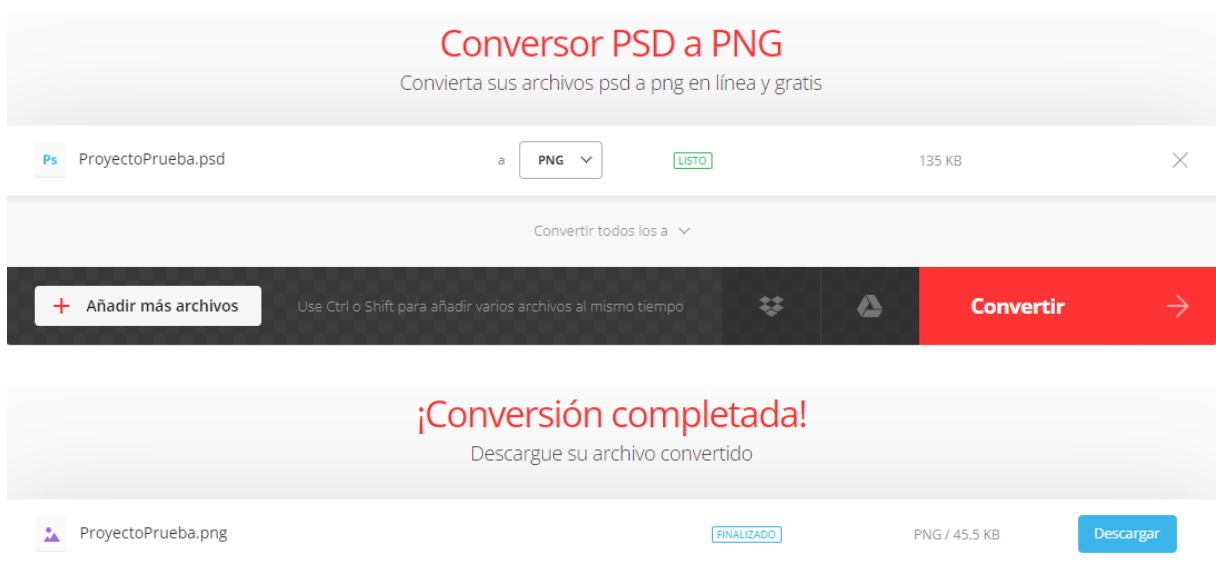 Conversor PSD a PNG
Convierta sus archivos psd a png en línea y gratis
Ps ProyectoPrueba.psd a PNG LISTO 135 KB
Convertir todos los a
Añadir más archivos Use Ctrl o Shift para añadir varios archivos al mismo tiempo Convertir
¡Conversión completada!
Descargue su archivo convertido
ProyectoPrueba.png FINALIZADO PNG / 45.5 KB Descargar